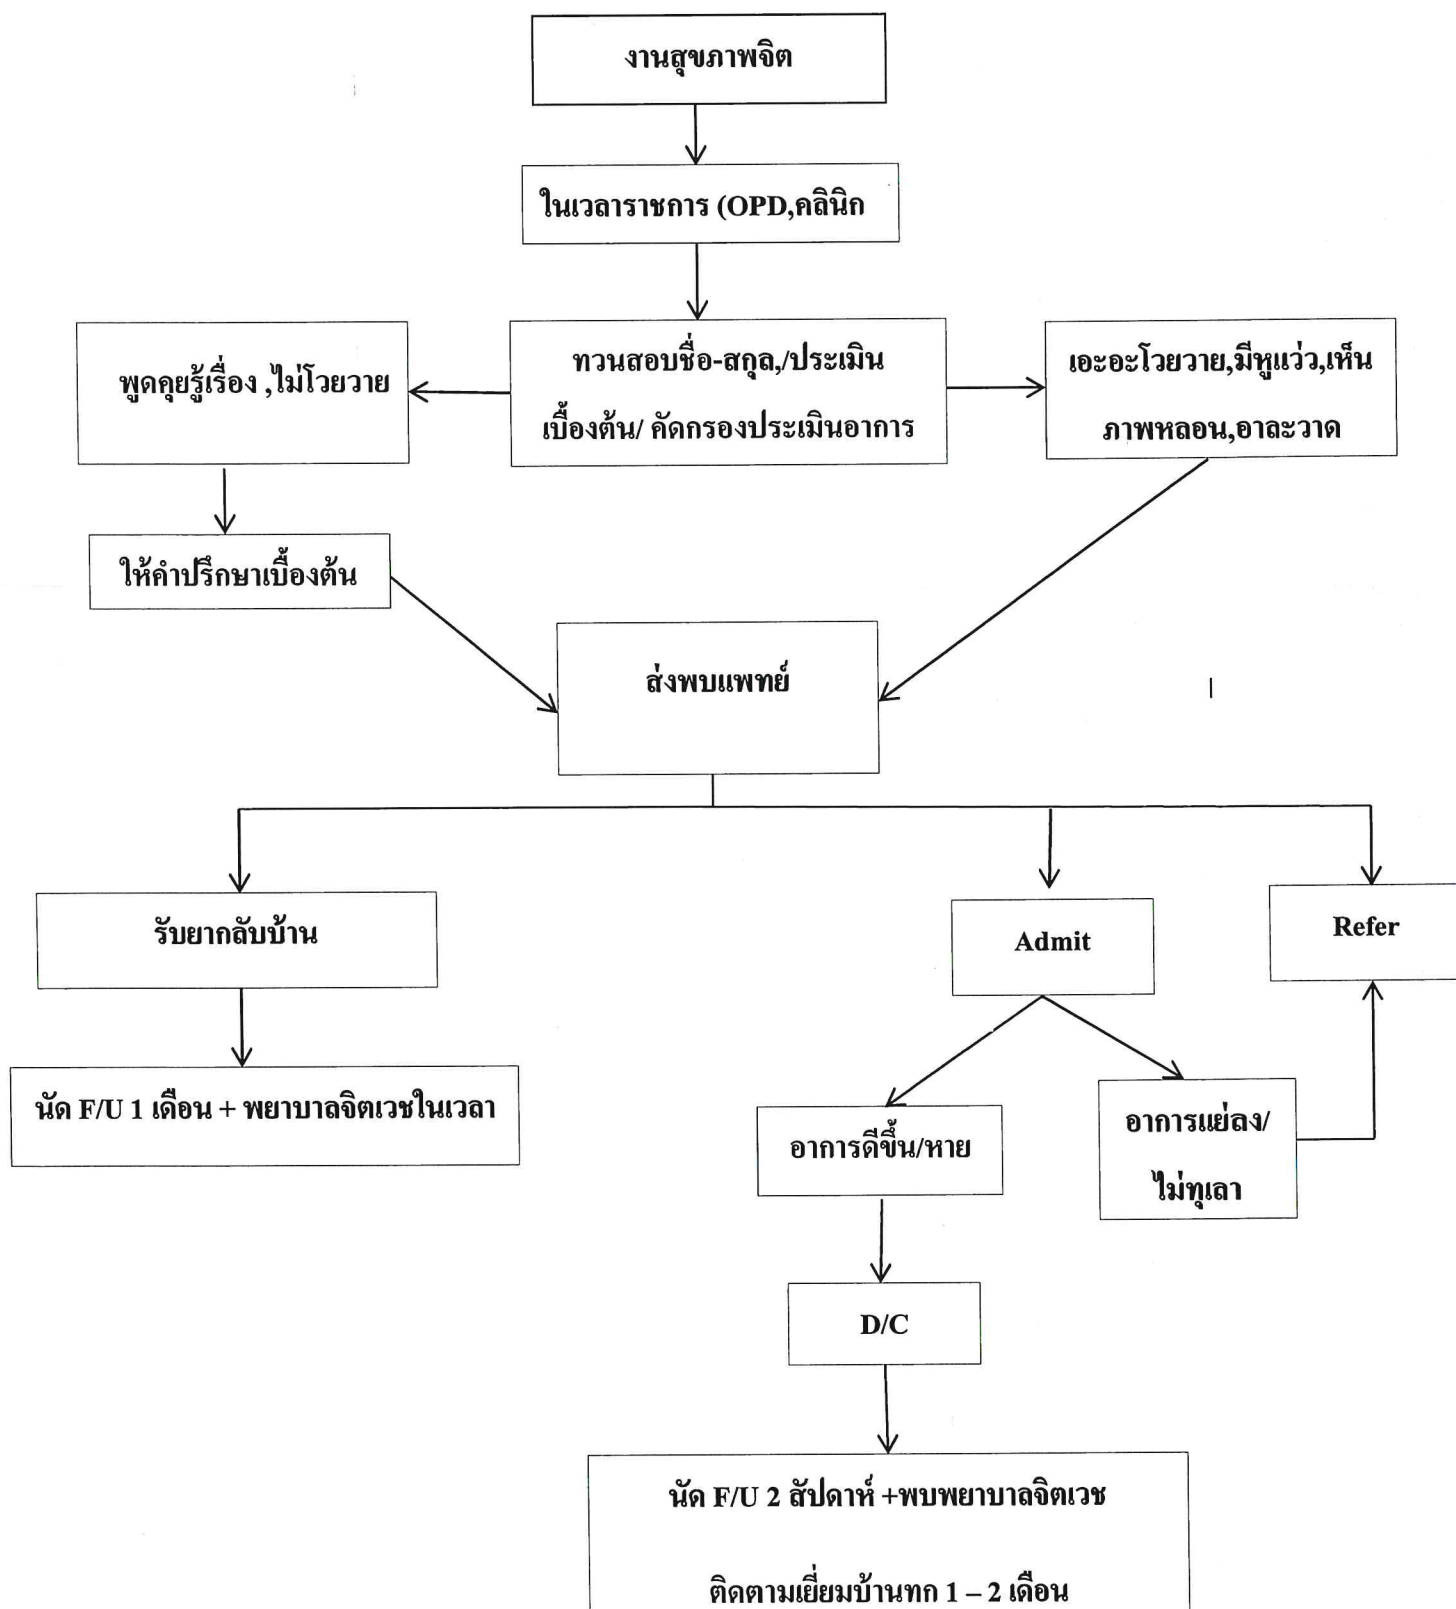 งานสุขภาพจิต
ในเวลาราชการ (OPD,คลินิก
พูดคุยรู้เรื่อง ,ไม่โวยวาย
ทวนสอบชื่อ-สกุล,/ประเมิน
เบื้องต้น/ คัดกรองประเมินอาการ
เอะอะโวยวาย,มีหูแว่ว,เห็น
ภาพหลอน,อาละวาด
ให้คำปรึกษาเบื้องต้น
ส่งพบแพทย์
รับยากลับบ้าน
Admit
Refer
นัด F/U 1 เดือน + พยาบาลจิตเวชในเวลา
อาการดีขึ้น/หาย
อาการแย่ลง/
ไม่ทุเลา
D/C
นัด F/U 2 สัปดาห์ +พบพยาบาลจิตเวช
ติดตามเยี่ยมบ้านทก 1 – 2 เดือน